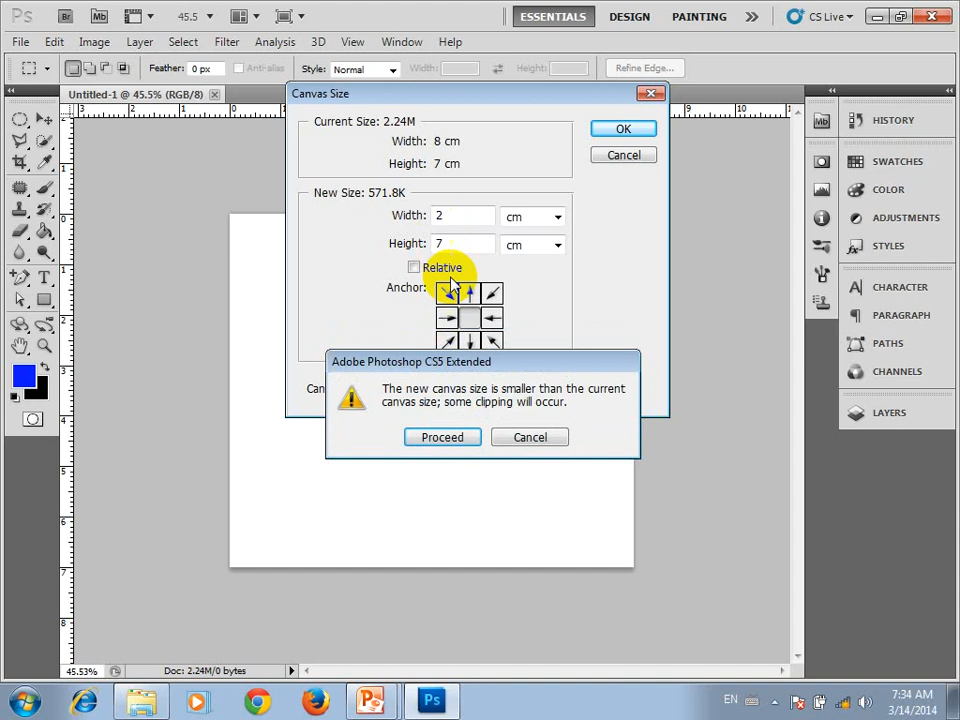 Ps Br Mb 45.5 ESSENTIALS DESIGN PAINTING CS Live
File Edit Image Layer Select Filter Analysis 3D View Window Help
Feather: 0 px Anti-alias Style: Normal Width: Height: Refine Edge...
Untitled-1 @ 45.5% (RGB/8)
Canvas Size
Current Size: 2.24M
Width: 8 cm
Height: 7 cm
OK
Cancel
New Size: 571.8K
Width: 2 cm
Height: 7 cm
Relative
Anchor:
Adobe Photoshop CS5 Extended
The new canvas size is smaller than the current
canvas size; some clipping will occur.
Proceed Cancel
Mb HISTORY
SWATCHES
COLOR
ADJUSTMENTS
STYLES
CHARACTER
PARAGRAPH
PATHS
CHANNELS
LAYERS
45.53% Doc: 2.24M/0 bytes
EN 7:34 AM
3/14/2014